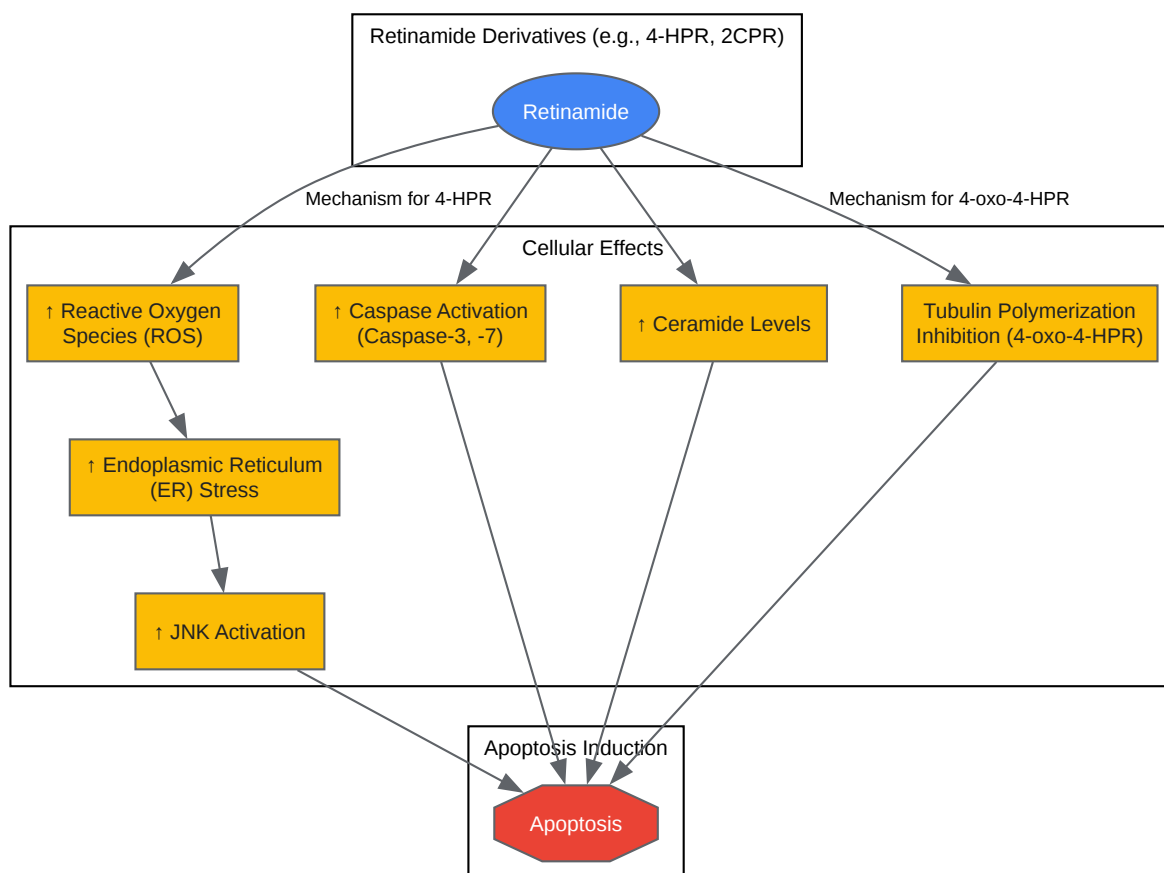 Retinamide Derivatives (e.g., 4-HPR, 2CPR)
Retinamide
Mechanism for 4-HPR
Mechanism for 4-oxo-4-HPR
Cellular Effects
↑ Reactive Oxygen
Species (ROS)
↑ Caspase Activation
(Caspase-3, -7)
↑ Ceramide Levels
Tubulin Polymerization
Inhibition (4-oxo-4-HPR)
↑ Endoplasmic Reticulum
(ER) Stress
↑ JNK Activation
Apoptosis Induction
Apoptosis